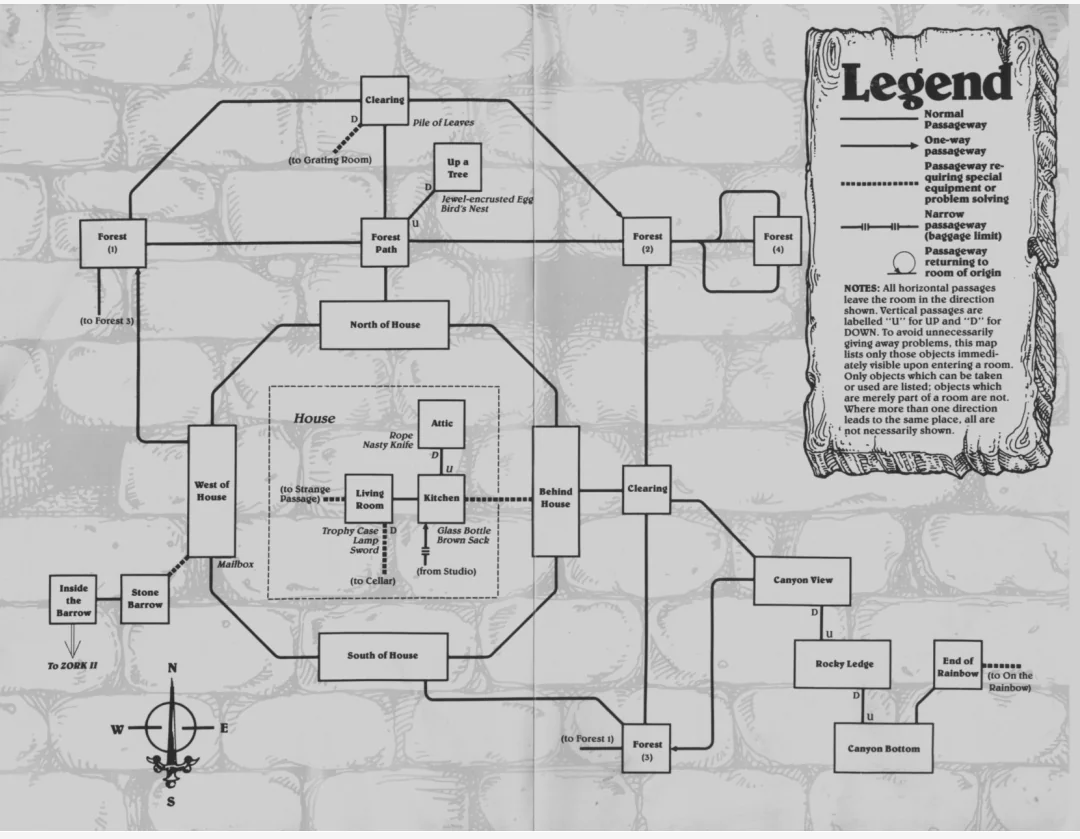 Legend
Normal
Passageway
One-way
passageway
Passageway re-
quiring special
equipment or
problem solving
Narrow
passageway
(baggage limit)
Passageway
returning to
room of origin
NOTES: All horizontal passages
leave the room in the direction
shown. Vertical passages are
labelled "U" for UP and "D" for
DOWN. To avoid unnecessarily
giving away problems, this map
lists only those objects immedi-
ately visible upon entering a room.
Only objects which can be taken
or used are listed; objects which
are merely part of a room are not.
Where more than one direction
leads to the same place, all are
not necessarily shown.
Clearing
D
Pile of Leaves
(to Grating Room)
Up a
Tree
D
Jewel-encrusted Egg
Bird's Nest
U
Forest
(1)
Forest
Path
Forest
(2)
Forest
(4)
(to Forest 3)
North of House
House
Attic
Rope
Nasty Knife
D
U
West of
House
(to Strange
Passage)
Living
Room
Kitchen
Behind
House
Clearing
Trophy Case
Lamp
Sword
D
Glass Bottle
Brown Sack
(to Cellar)
(from Studio)
Mailbox
Inside
the
Barrow
Stone
Barrow
To ZORK II
Canyon View
D
U
Rocky Ledge
D
U
End of
Rainbow
(to On the
Rainbow)
Canyon Bottom
South of House
(to Forest 1)
Forest
(3)
N
W
E
S